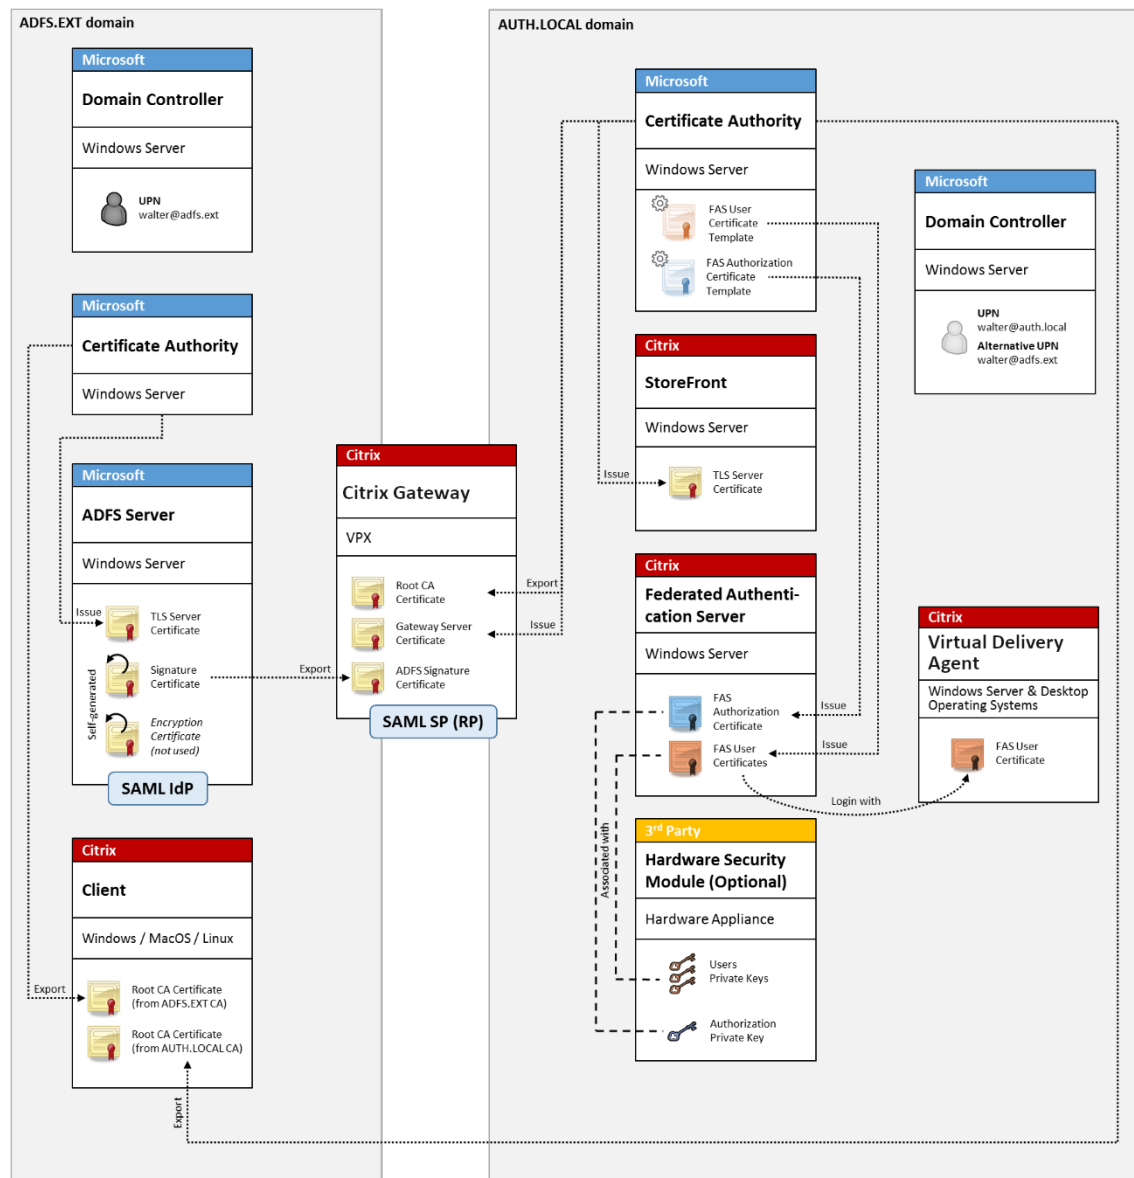 ADFS.EXT domain
Microsoft
Domain Controller
Windows Server
UPN
walter@adfs.ext
Microsoft
Certificate Authority
Windows Server
Microsoft
ADFS Server
Windows Server
Issue
TLS Server
Certificate
Self-generated
Signature
Certificate
Encryption
Certificate
(not used)
SAML IdP
Citrix
Client
Windows / MacOS / Linux
Export
Root CA Certificate
(from ADFS.EXT CA)
Root CA Certificate
(from AUTH.LOCAL CA)
Export
Citrix
Citrix Gateway
VPX
Root CA
Certificate
Export
Gateway Server
Certificate
Issue
Export
ADFS Signature
Certificate
SAML SP (RP)
AUTH.LOCAL domain
Microsoft
Certificate Authority
Windows Server
FAS User
Certificate
Template
FAS Authorization
Certificate
Template
Citrix
StoreFront
Windows Server
Issue
TLS Server
Certificate
Citrix
Federated Authenti-
cation Server
Windows Server
FAS
Authorization
Certificate
Issue
FAS User
Certificates
Issue
Login with
Associated with
3rd Party
Hardware Security
Module (Optional)
Hardware Appliance
Users
Private Keys
Authorization
Private Key
Microsoft
Domain Controller
Windows Server
UPN
walter@auth.local
Alternative UPN
walter@adfs.ext
Citrix
Virtual Delivery
Agent
Windows Server & Desktop
Operating Systems
FAS User
Certificate